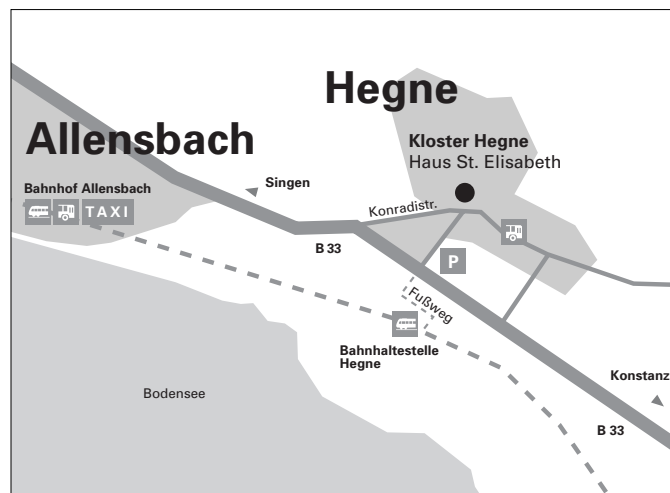 Hegne
Allensbach
Kloster Hegne
Haus St. Elisabeth
Bahnhof Allensbach
TAXI
Singen
Konradistr.
B 33
P
Fußweg
Bahnhaltestelle
Hegne
Konstanz
Bodensee
B 33